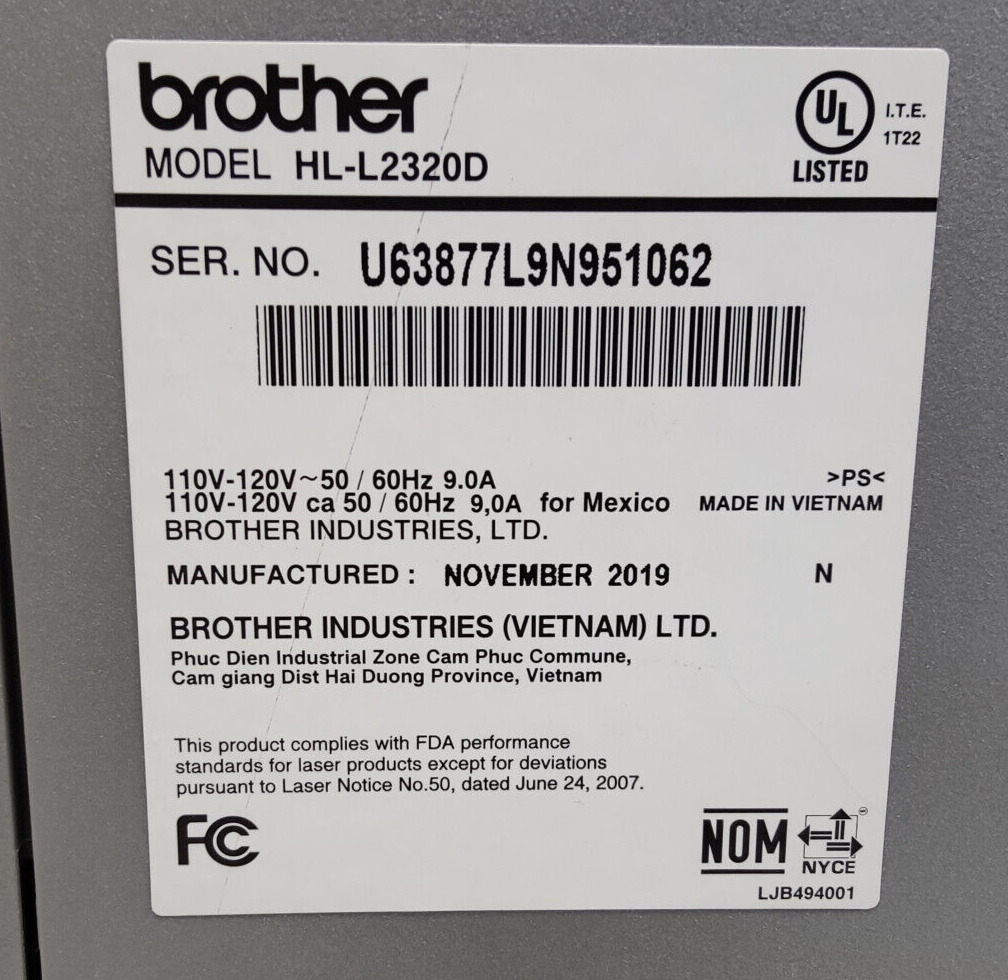 brother
MODEL HL-L2320D
UL
LISTED
I.T.E.
1T22
SER. NO. U63877L9N951062
110V-120V~50 / 60Hz 9.0A
110V-120V ca 50 / 60Hz 9,0A for Mexico
BROTHER INDUSTRIES, LTD.
>PS<
MADE IN VIETNAM
MANUFACTURED : NOVEMBER 2019 N
BROTHER INDUSTRIES (VIETNAM) LTD.
Phuc Dien Industrial Zone Cam Phuc Commune,
Cam giang Dist Hai Duong Province, Vietnam
This product complies with FDA performance
standards for laser products except for deviations
pursuant to Laser Notice No.50, dated June 24, 2007.
FC
NOM
NYCE
LJB494001